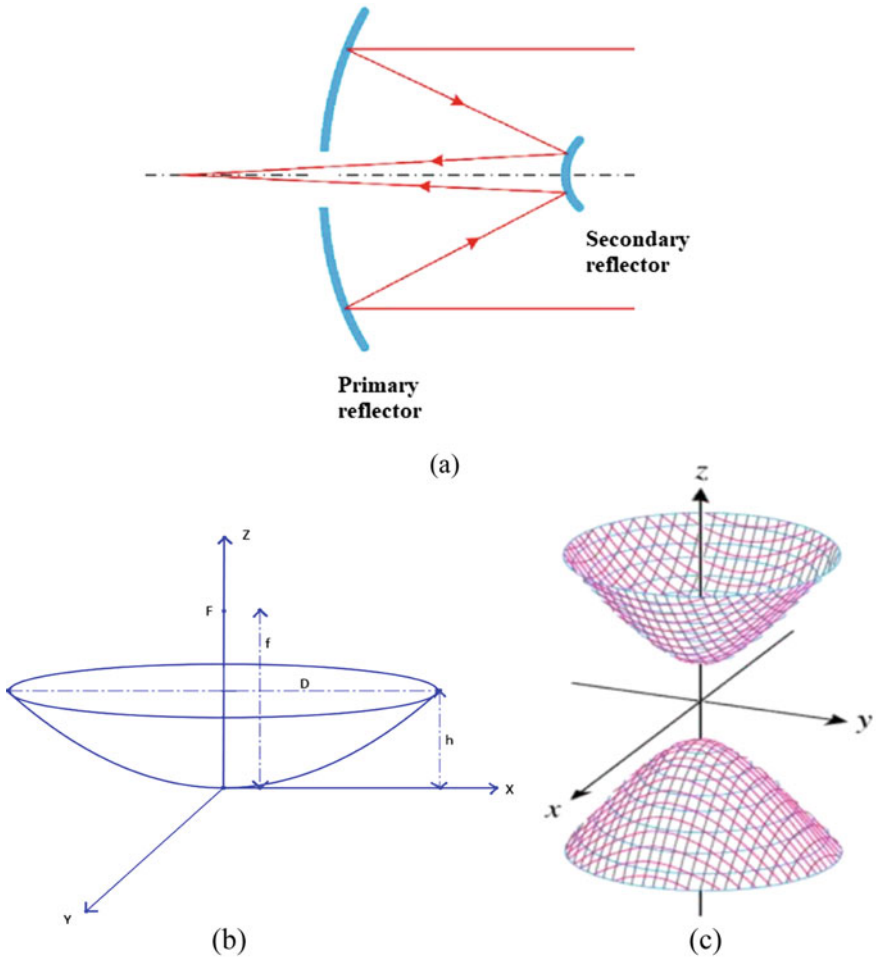 Secondary
reflector
Primary
reflector
(a)
z
Z
F
f
D
h
y
X
x
Y
(b)
(c)